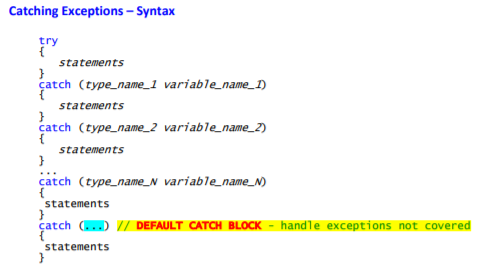 Catching Exceptions – Syntax
try
{
statements
}
catch (type_name_1 variable_name_1)
{
statements
}
catch (type_name_2 variable_name_2)
{
statements
}
...
catch (type_name_N variable_name_N)
{
statements
}
catch (...) // DEFAULT CATCH BLOCK - handle exceptions not covered
{
statements
}